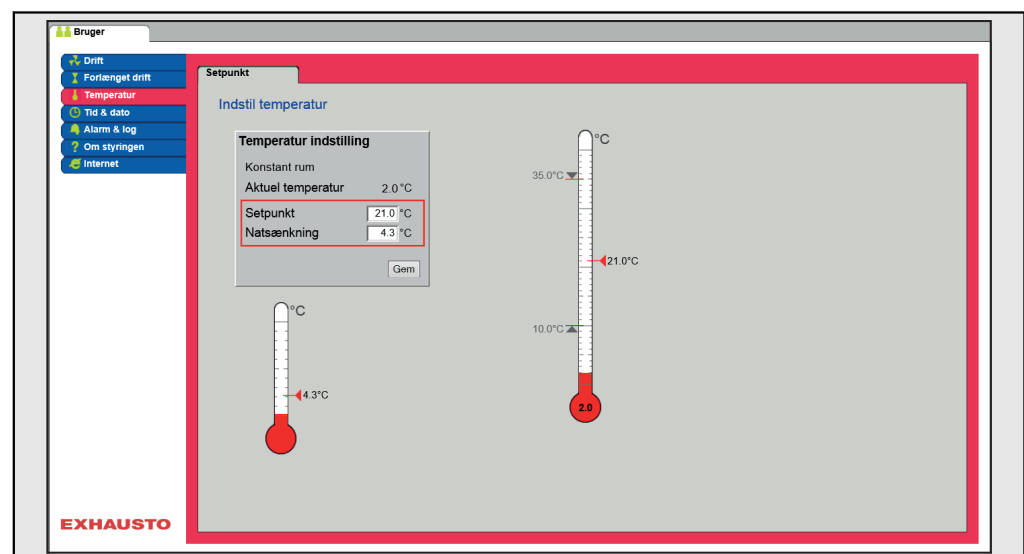 Bruger
Drift
Forlænget drift
Temperatur
Tid & dato
Alarm & log
Om styringen
Internet
Setpunkt
Indstil temperatur
Temperatur indstilling
Konstant rum
Aktuel temperatur 2.0 °C
Setpunkt 21.0 °C
Natsænkning 4.3 °C
Gem
°C
4.3°C
°C
35.0°C
21.0°C
10.0°C
2.0
EXHAUSTO